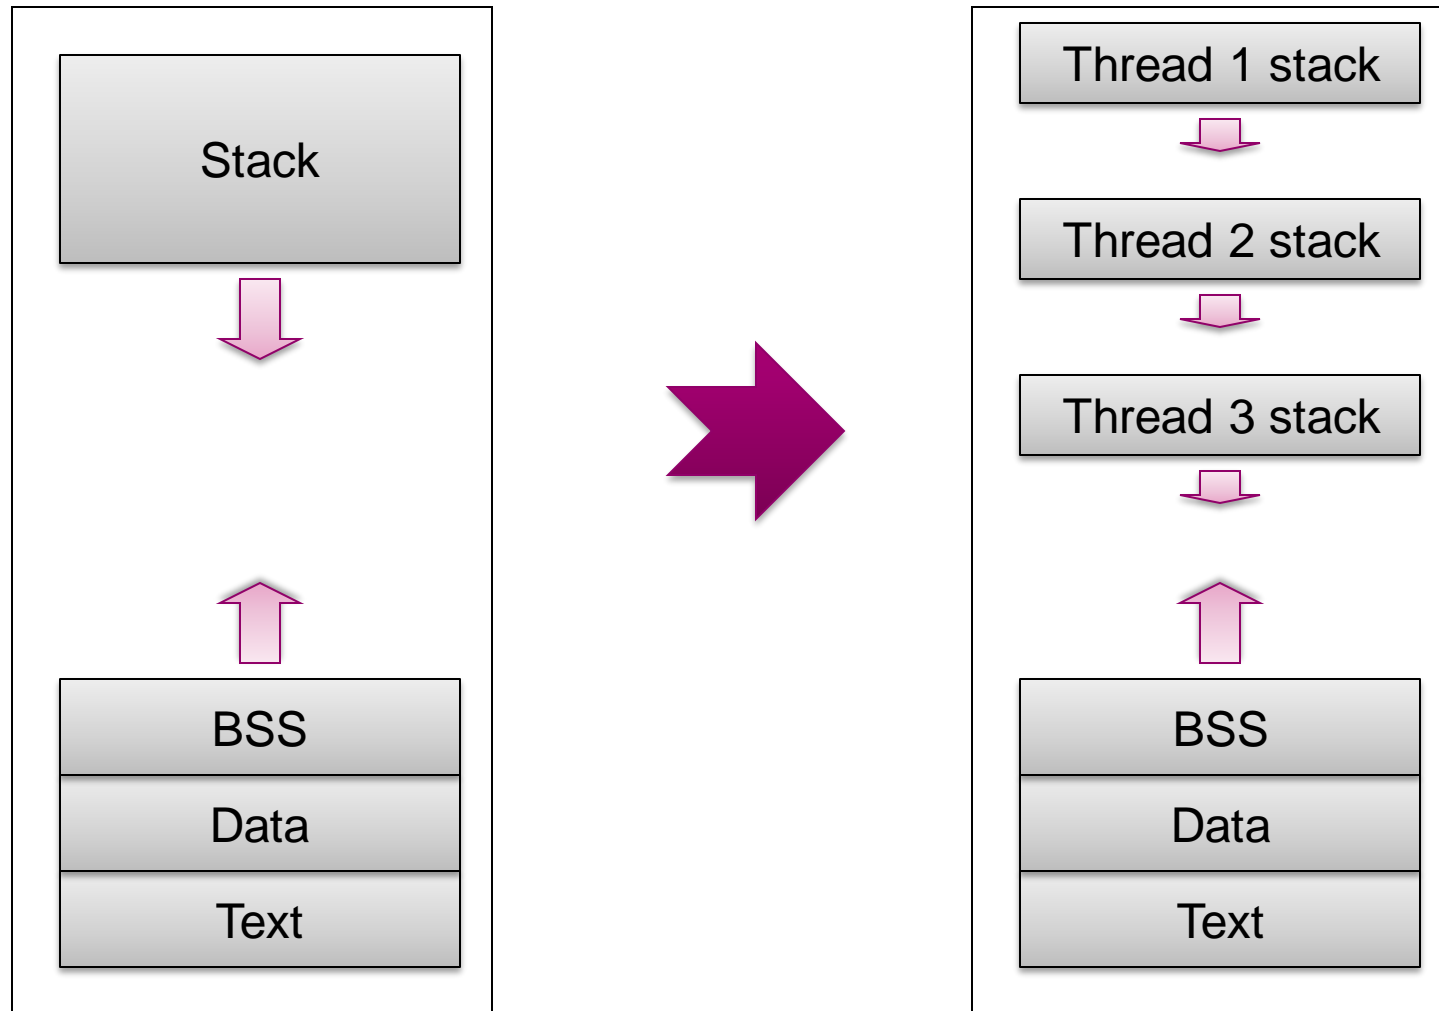 Stack
BSS
Data
Text
Thread 1 stack
Thread 2 stack
Thread 3 stack
BSS
Data
Text